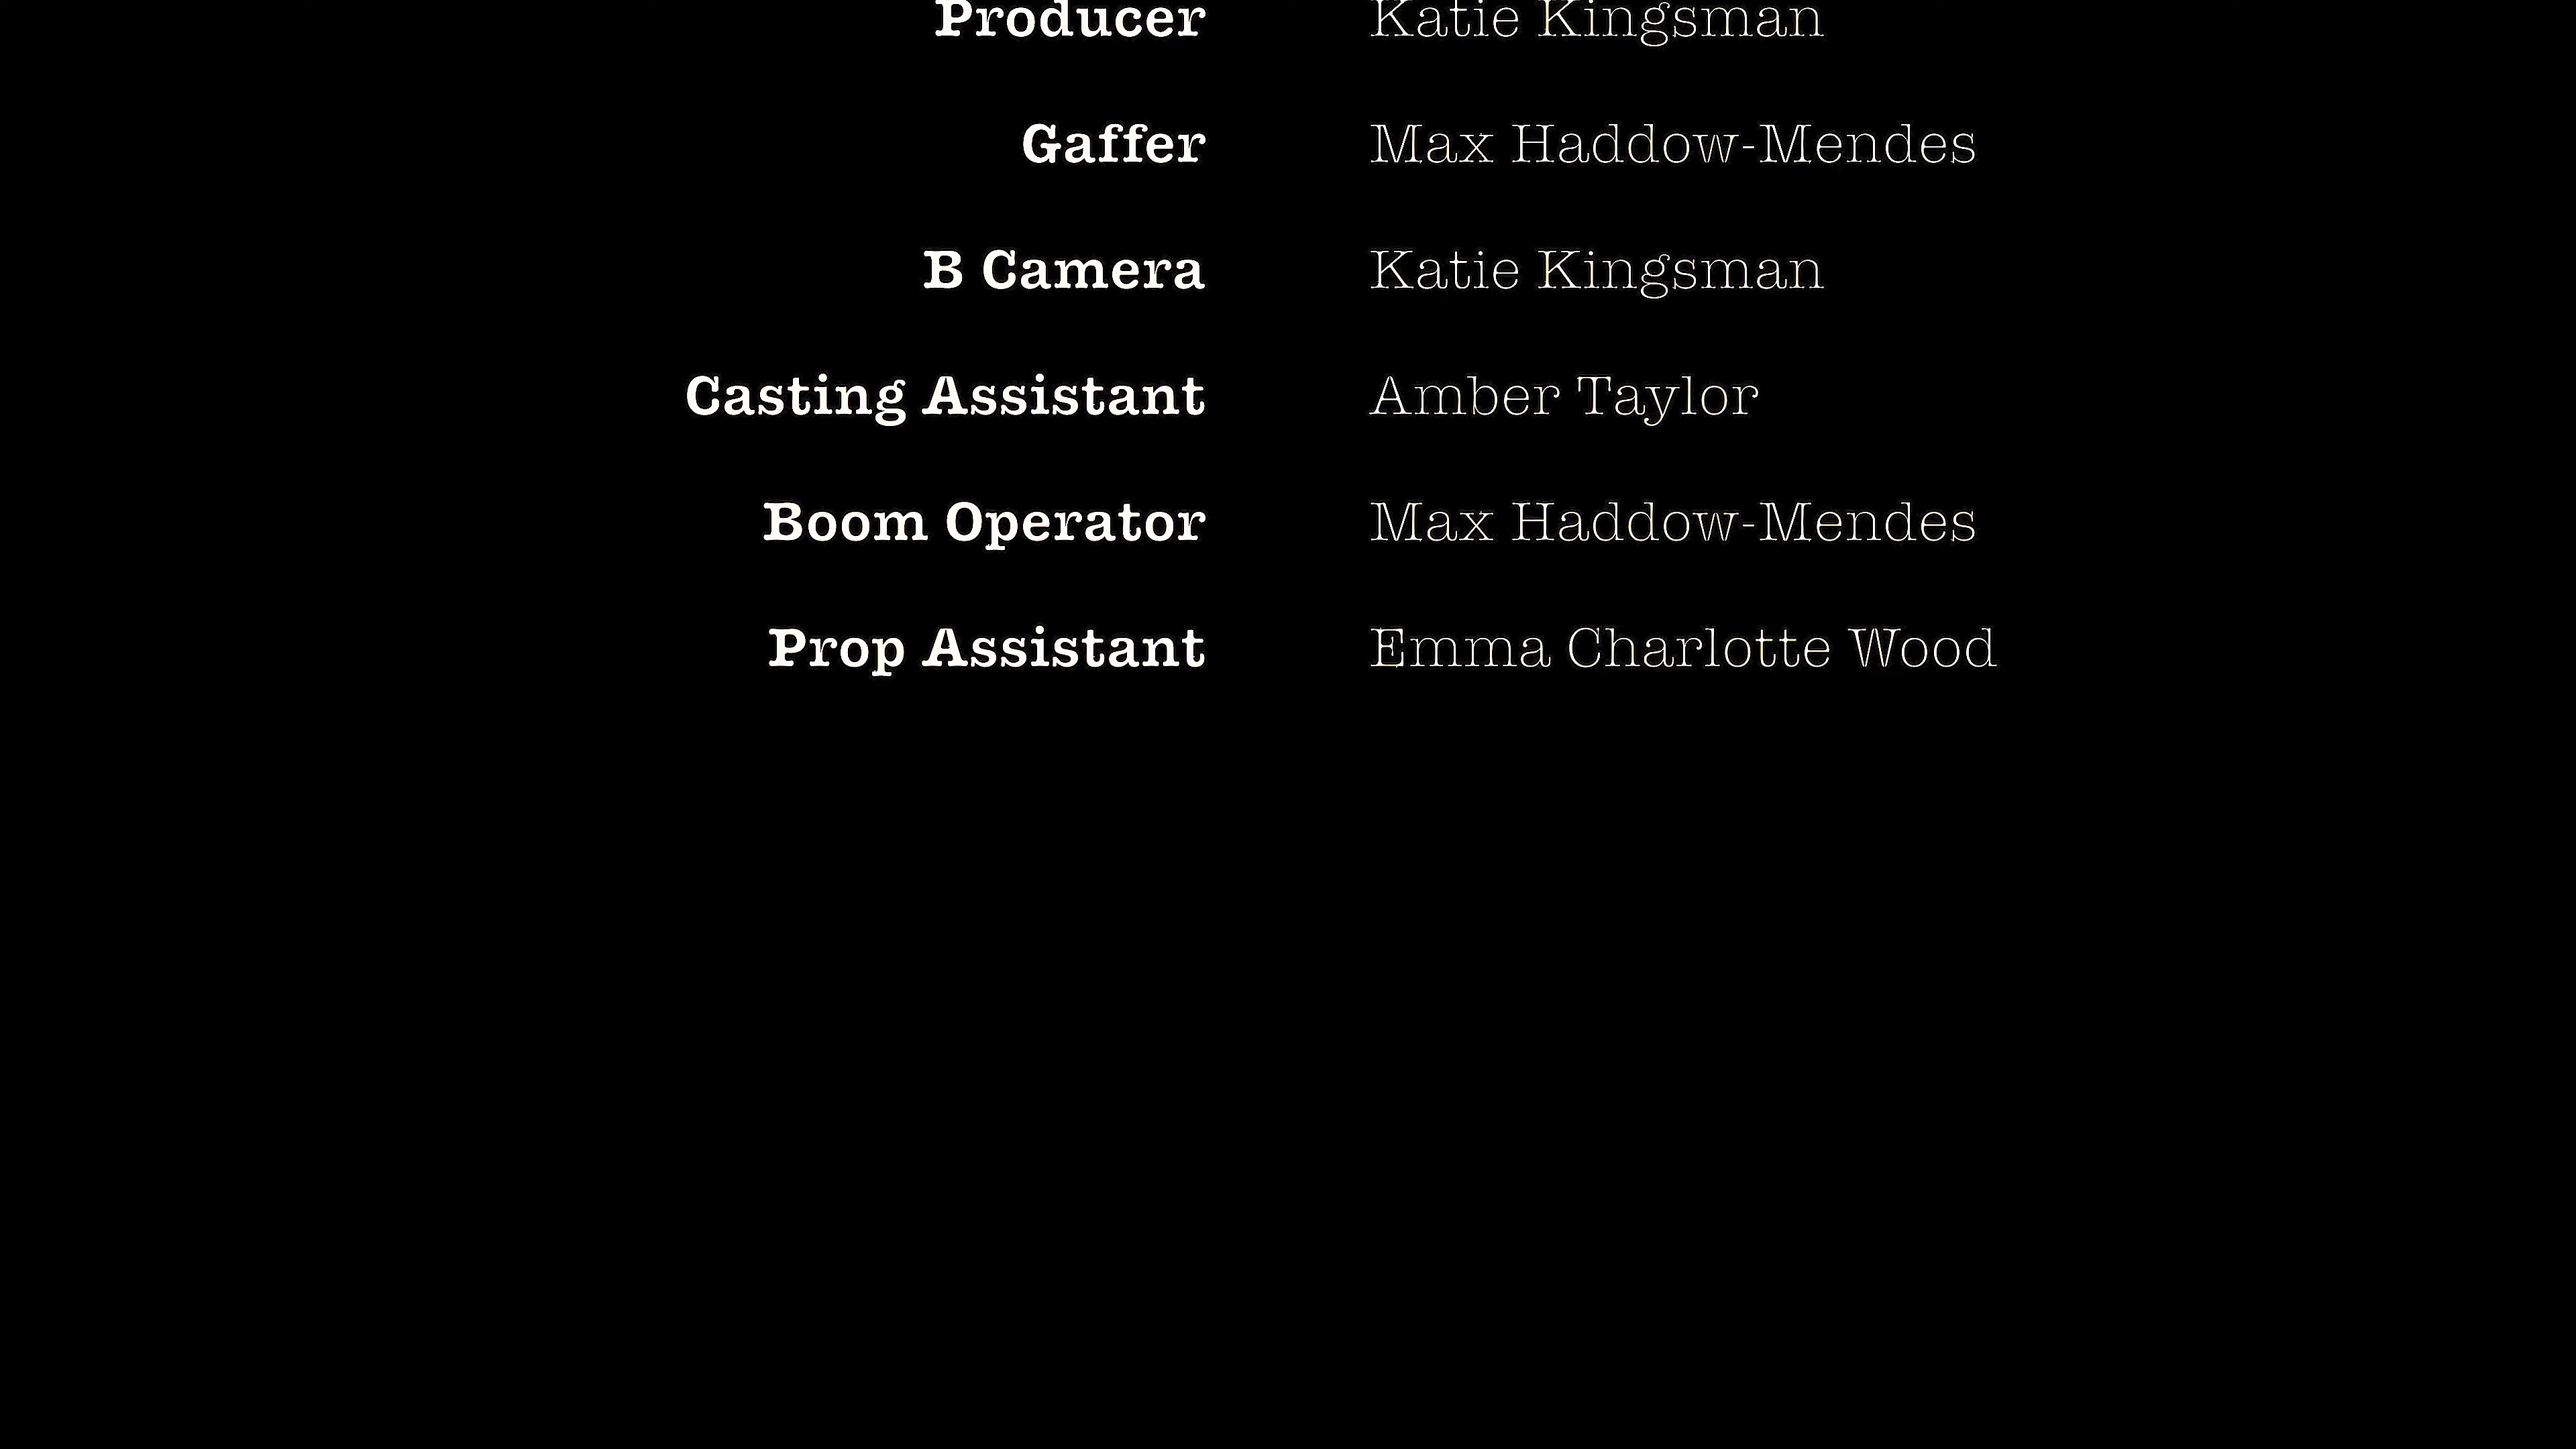 Producer Katie Kingsman
Gaffer Max Haddow-Mendes
B Camera Katie Kingsman
Casting Assistant Amber Taylor
Boom Operator Max Haddow-Mendes
Prop Assistant Emma Charlotte Wood